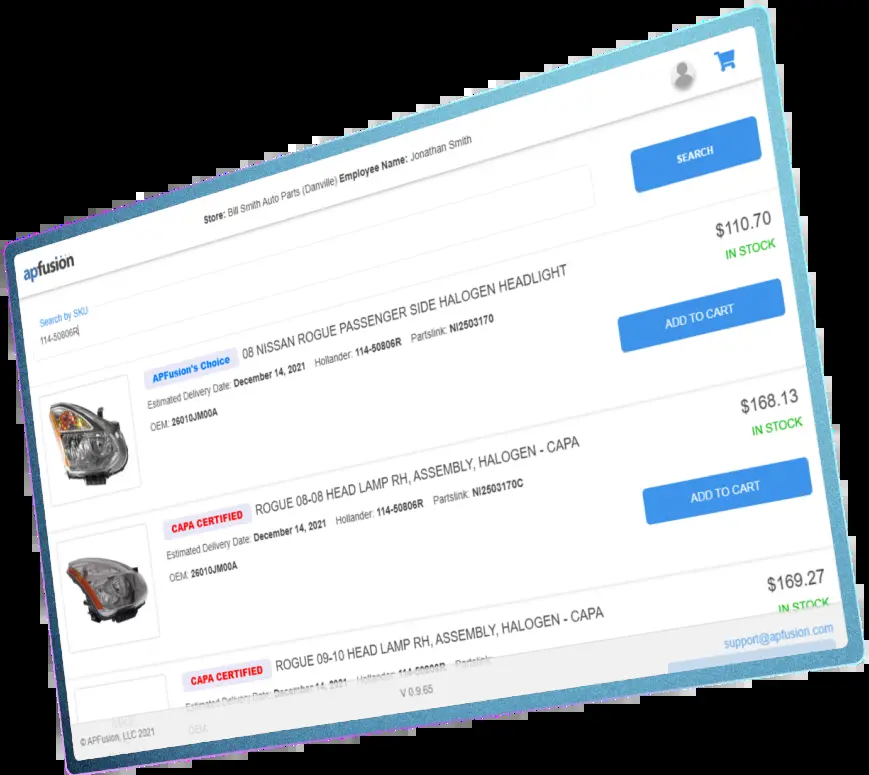 apfusion
Store: Bill Smith Auto Parts (Danville) Employee Name: Jonathan Smith
Search by SKU
114-50806R
SEARCH
APFusion's Choice 08 NISSAN ROGUE PASSENGER SIDE HALOGEN HEADLIGHT
$110.70
Estimated Delivery Date: December 14, 2021 Hollander: 114-50806R Partslink: NI2503170
IN STOCK
OEM: 26010JM00A
ADD TO CART
CAPA CERTIFIED ROGUE 08-08 HEAD LAMP RH, ASSEMBLY, HALOGEN - CAPA
$168.13
Estimated Delivery Date: December 14, 2021 Hollander: 114-50806R Partslink: NI2503170C
IN STOCK
OEM: 26010JM00A
ADD TO CART
CAPA CERTIFIED ROGUE 09-10 HEAD LAMP RH, ASSEMBLY, HALOGEN - CAPA
$169.27
Estimated Delivery Date: December 14, 2021 Hollander: Partslink:
IN STOCK
OEM:
© APFusion, LLC 2021
V 0.9.65
support@apfusion.com